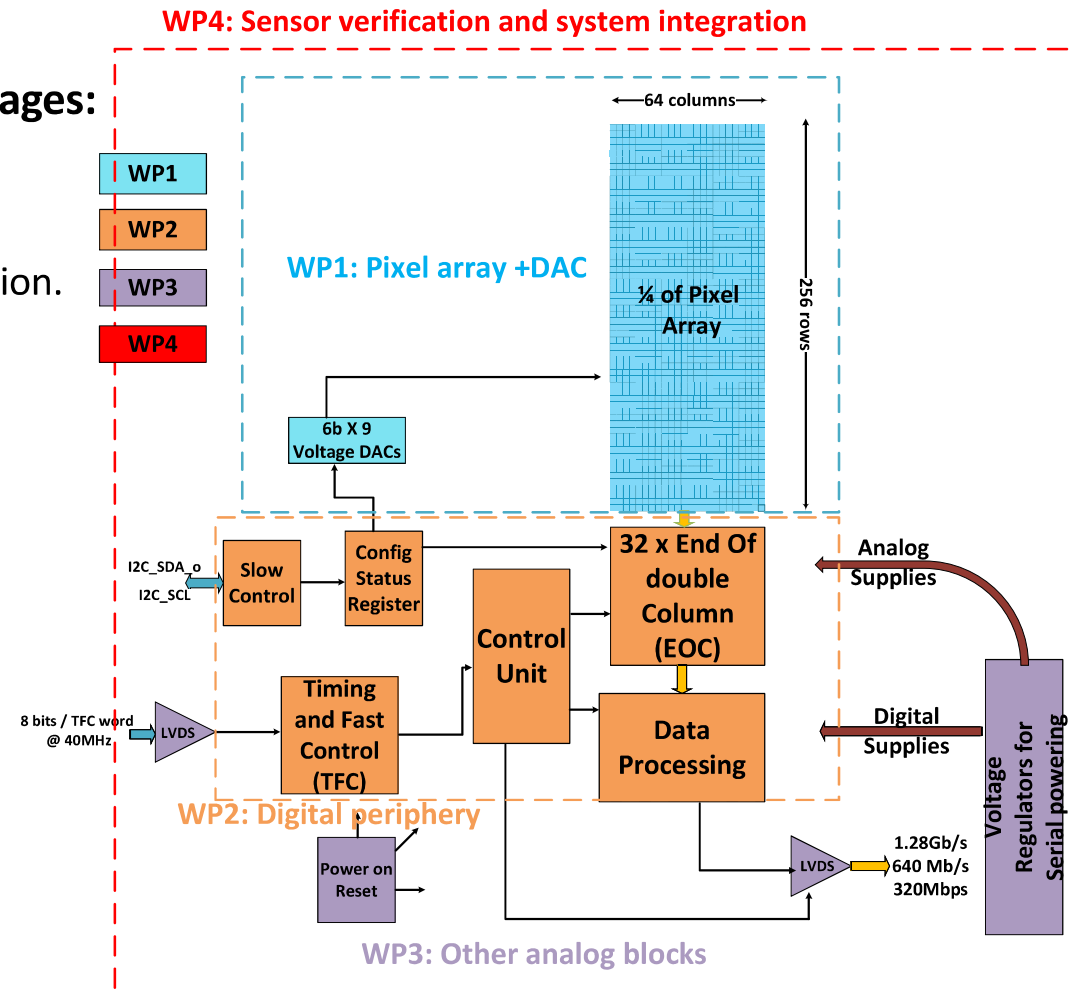 WP4: Sensor verification and system integration
ages:
64 columns
WP1
WP2
ion.
WP3
WP4
WP1: Pixel array +DAC
¼ of Pixel
Array
256 rows
6b X 9
Voltage DACs
I2C_SDA_o
I2C_SCL
Slow
Control
Config
Status
Register
32 x End Of
double
Column
(EOC)
Analog
Supplies
Control
Unit
8 bits / TFC word
@ 40MHz
LVDS
Timing
and Fast
Control
(TFC)
Data
Processing
Digital
Supplies
Voltage
Regulators for
Serial powering
WP2: Digital periphery
Power on
Reset
LVDS
1.28Gb/s
640 Mb/s
320Mbps
WP3: Other analog blocks